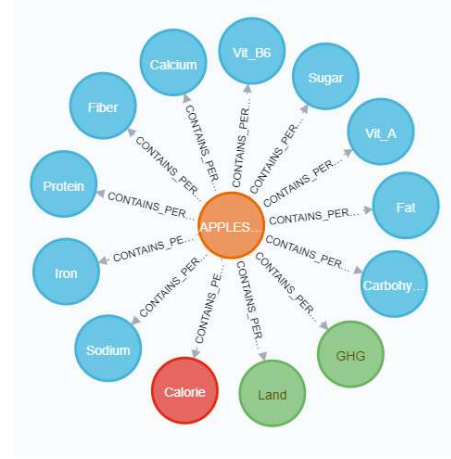 Vit_B6
Calcium
Sugar
Fiber
Vit_A
Protein
Fat
APPLES...
Iron
Carbohy...
Sodium
GHG
Calorie
Land
CONTAINS_PER...
CONTAINS_PER...
CONTAINS_PER...
CONTAINS_PER...
CONTAINS_PER...
CONTAINS_PER...
CONTAINS_PER...
CONTAINS_PER...
CONTAINS_PER...
CONTAINS_PER...
CONTAINS_PE...
CONTAINS_PER...
CONTAINS_PE...